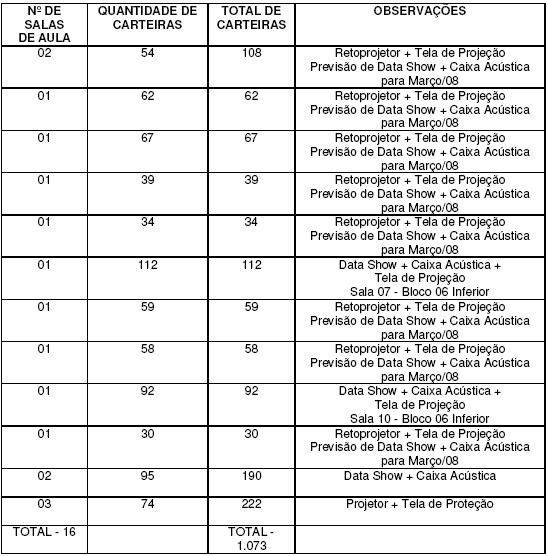 Nº DE SALAS DE AULA | QUANTIDADE DE CARTEIRAS | TOTAL DE CARTEIRAS | OBSERVAÇÕES
02 | 54 | 108 | Retoprojetor + Tela de Projeção
Previsão de Data Show + Caixa Acústica
para Março/08
01 | 62 | 62 | Retoprojetor + Tela de Projeção
Previsão de Data Show + Caixa Acústica
para Março/08
01 | 67 | 67 | Retoprojetor + Tela de Projeção
Previsão de Data Show + Caixa Acústica
para Março/08
01 | 39 | 39 | Retoprojetor + Tela de Projeção
Previsão de Data Show + Caixa Acústica
para Março/08
01 | 34 | 34 | Retoprojetor + Tela de Projeção
Previsão de Data Show + Caixa Acústica
para Março/08
01 | 112 | 112 | Data Show + Caixa Acústica +
Tela de Projeção
Sala 07 - Bloco 06 Inferior
01 | 59 | 59 | Retoprojetor + Tela de Projeção
Previsão de Data Show + Caixa Acústica
para Março/08
01 | 58 | 58 | Retoprojetor + Tela de Projeção
Previsão de Data Show + Caixa Acústica
para Março/08
01 | 92 | 92 | Data Show + Caixa Acústica +
Tela de Projeção
Sala 10 - Bloco 06 Inferior
01 | 30 | 30 | Retoprojetor + Tela de Projeção
Previsão de Data Show + Caixa Acústica
para Março/08
02 | 95 | 190 | Data Show + Caixa Acústica
03 | 74 | 222 | Projetor + Tela de Proteção
TOTAL - 16 | | TOTAL - 1.073 |